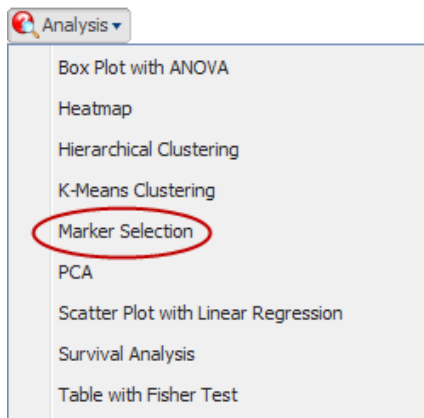 Analysis
Box Plot with ANOVA
Heatmap
Hierarchical Clustering
K-Means Clustering
Marker Selection
PCA
Scatter Plot with Linear Regression
Survival Analysis
Table with Fisher Test